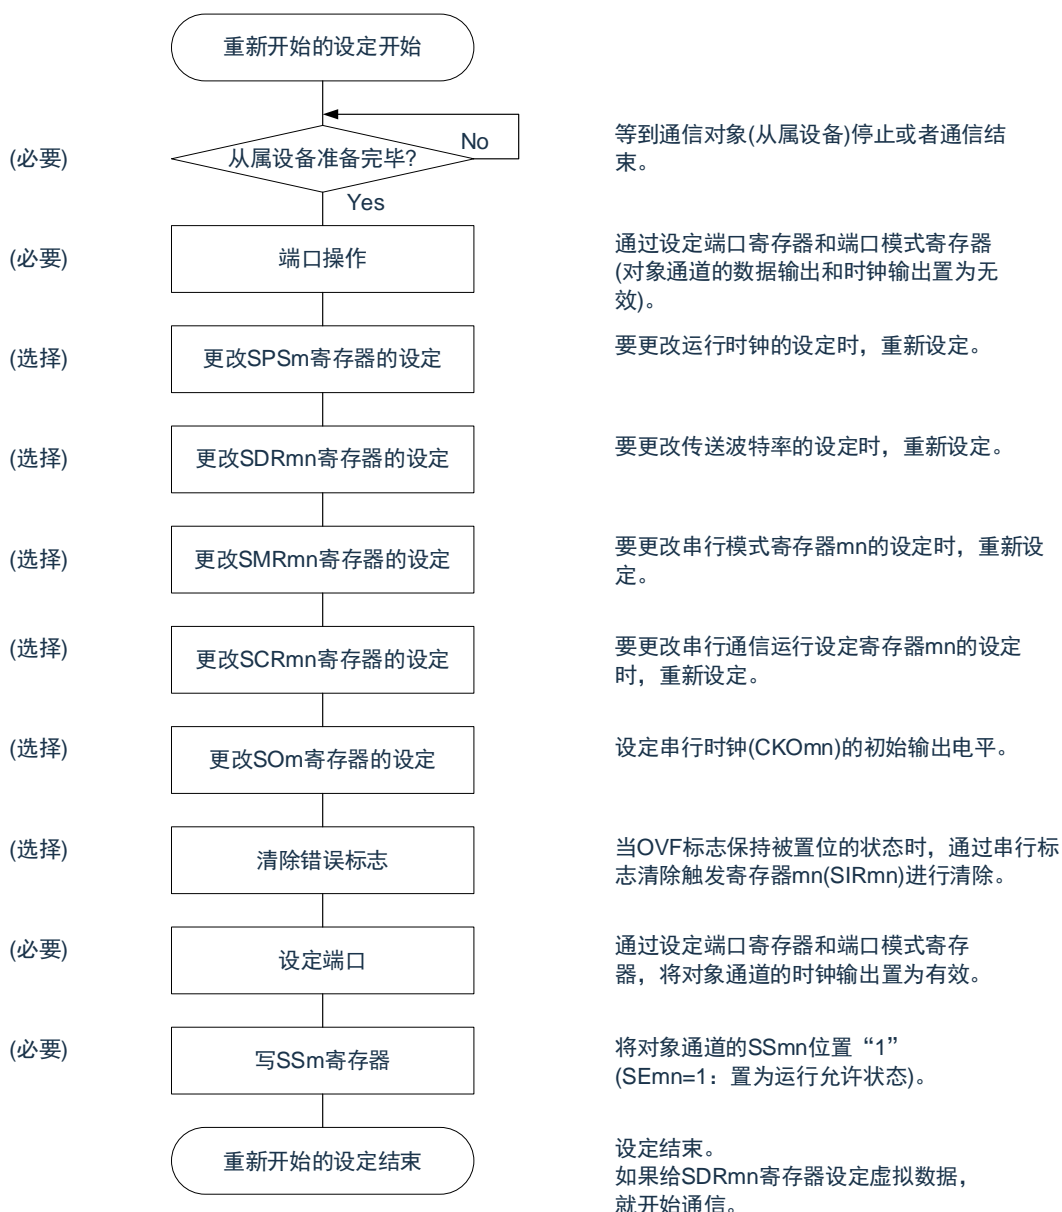 重新开始的设定开始
No
等到通信对象(从属设备)停止或者通信结
束。
(必要)
从属设备准备完毕?
Yes
(必要)
端口操作
通过设定端口寄存器和端口模式寄存器
(对象通道的数据输出和时钟输出置为无
效)。
(选择)
更改SPSm寄存器的设定
要更改运行时钟的设定时，重新设定。
(选择)
更改SDRmn寄存器的设定
要更改传送波特率的设定时，重新设定。
(选择)
更改SMRmn寄存器的设定
要更改串行模式寄存器mn的设定时，重新设
定。
(选择)
更改SCRmn寄存器的设定
要更改串行通信运行设定寄存器mn的设定
时，重新设定。
(选择)
更改SOm寄存器的设定
设定串行时钟(CKOmn)的初始输出电平。
(选择)
清除错误标志
当OVF标志保持被置位的状态时，通过串行标
志清除触发寄存器mn(SIRmn)进行清除。
(必要)
设定端口
通过设定端口寄存器和端口模式寄存
器，将对象通道的时钟输出置为有效。
(必要)
写SSm寄存器
将对象通道的SSmn位置“1”
(SEmn=1：置为运行允许状态)。
重新开始的设定结束
设定结束。
如果给SDRmn寄存器设定虚拟数据，
就开始通信。